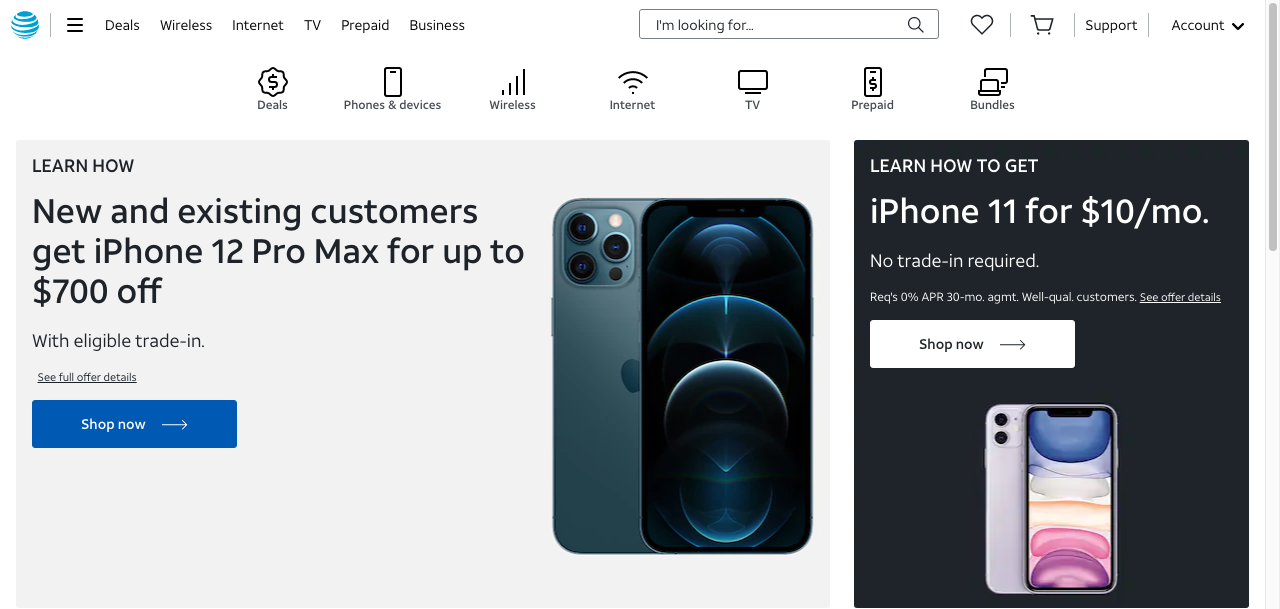 Deals Wireless Internet TV Prepaid Business I'm looking for... Support Account
Deals Phones & devices Wireless Internet TV Prepaid Bundles
LEARN HOW
New and existing customers
get iPhone 12 Pro Max for up to
$700 off
With eligible trade-in.
See full offer details
Shop now
LEARN HOW TO GET
iPhone 11 for $10/mo.
No trade-in required.
Req's 0% APR 30-mo. agmt. Well-qual. customers. See offer details
Shop now